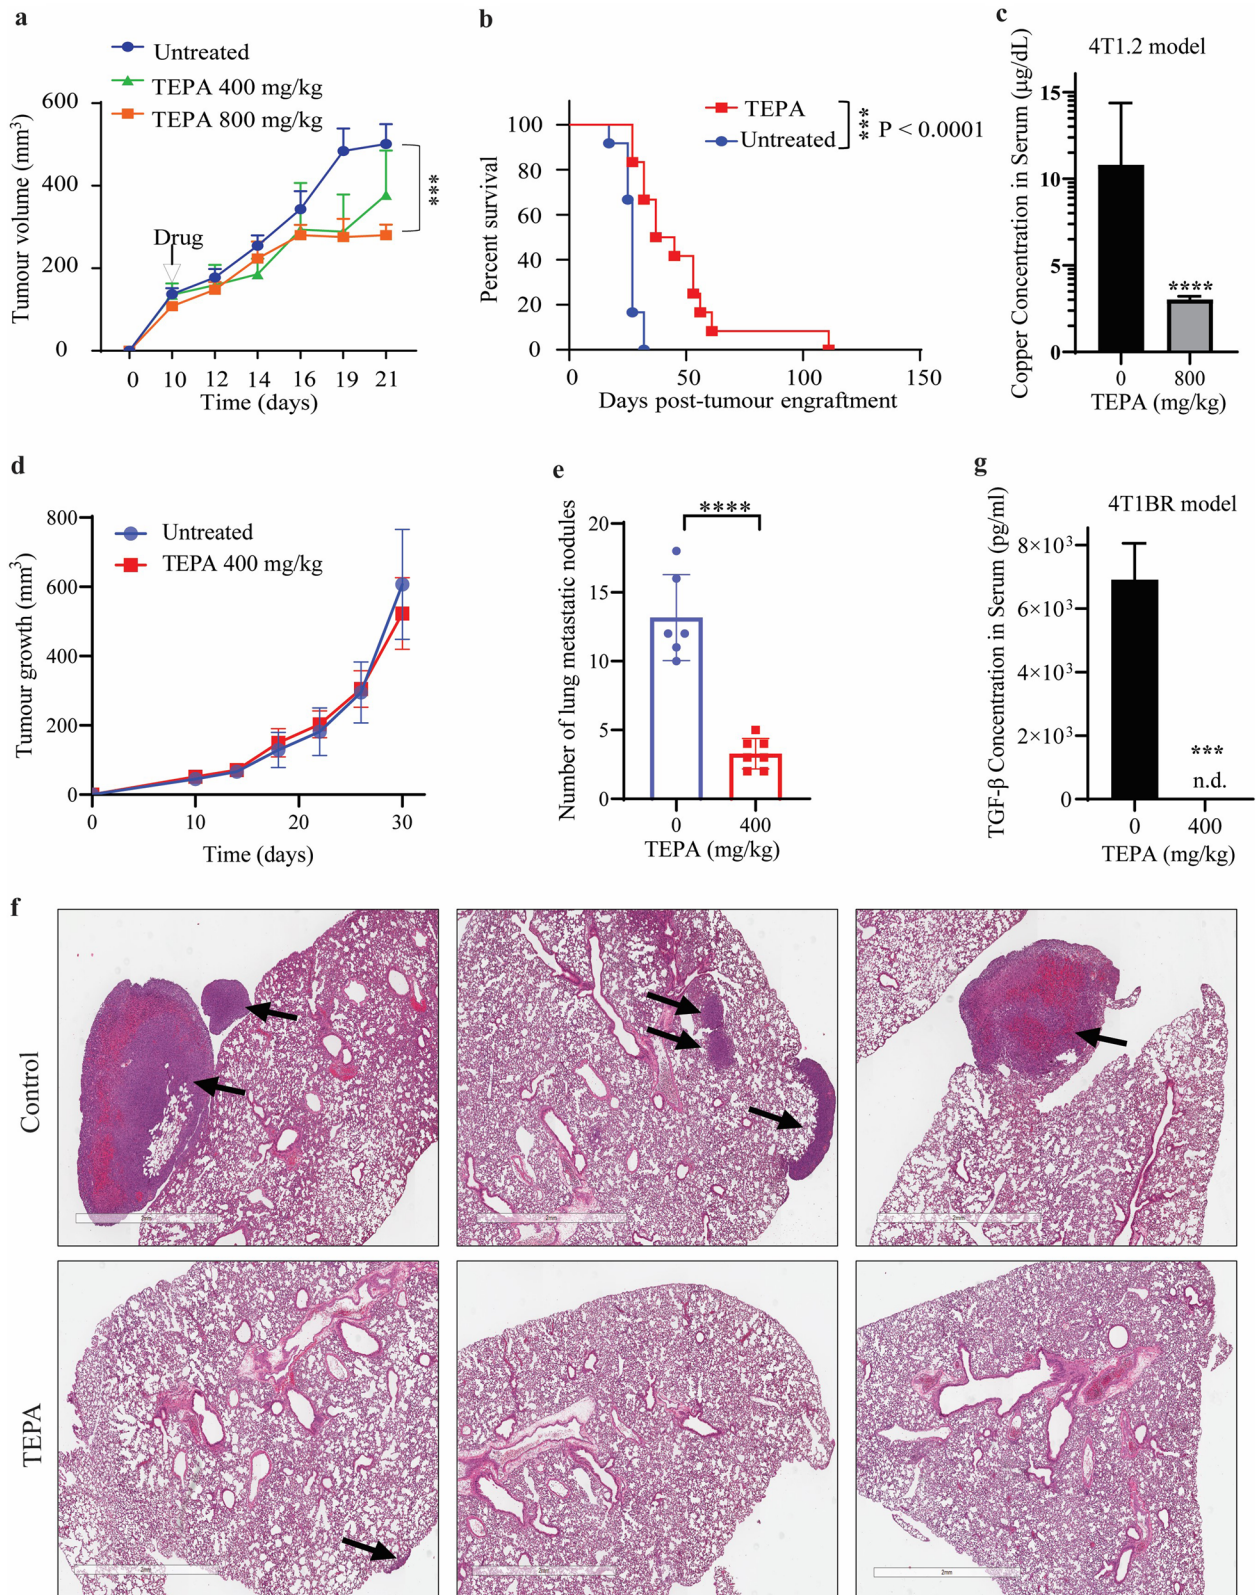 a
Untreated
TEPA 400 mg/kg
TEPA 800 mg/kg
Tumour volume (mm³)
600
400
200
0
Drug
***
0 10 12 14 16 19 21
Time (days)
b
TEPA
Untreated
*** P < 0.0001
Percent survival
100
80
60
40
20
0
0 50 100 150
Days post-tumour engraftment
c
4T1.2 model
Copper Concentration in Serum (µg/dL)
15
10
5
0
****
0 800
TEPA (mg/kg)
d
Untreated
TEPA 400 mg/kg
Tumour growth (mm³)
800
600
400
200
0
0 10 20 30
Time (days)
e
****
Number of lung metastatic nodules
20
15
10
5
0
0 400
TEPA (mg/kg)
g
4T1BR model
TGF-β Concentration in Serum (pg/ml)
8×10³
6×10³
4×10³
2×10³
0
***
n.d.
0 400
TEPA (mg/kg)
f
Control
2mm
2mm
2mm
TEPA
2mm
2mm
2mm